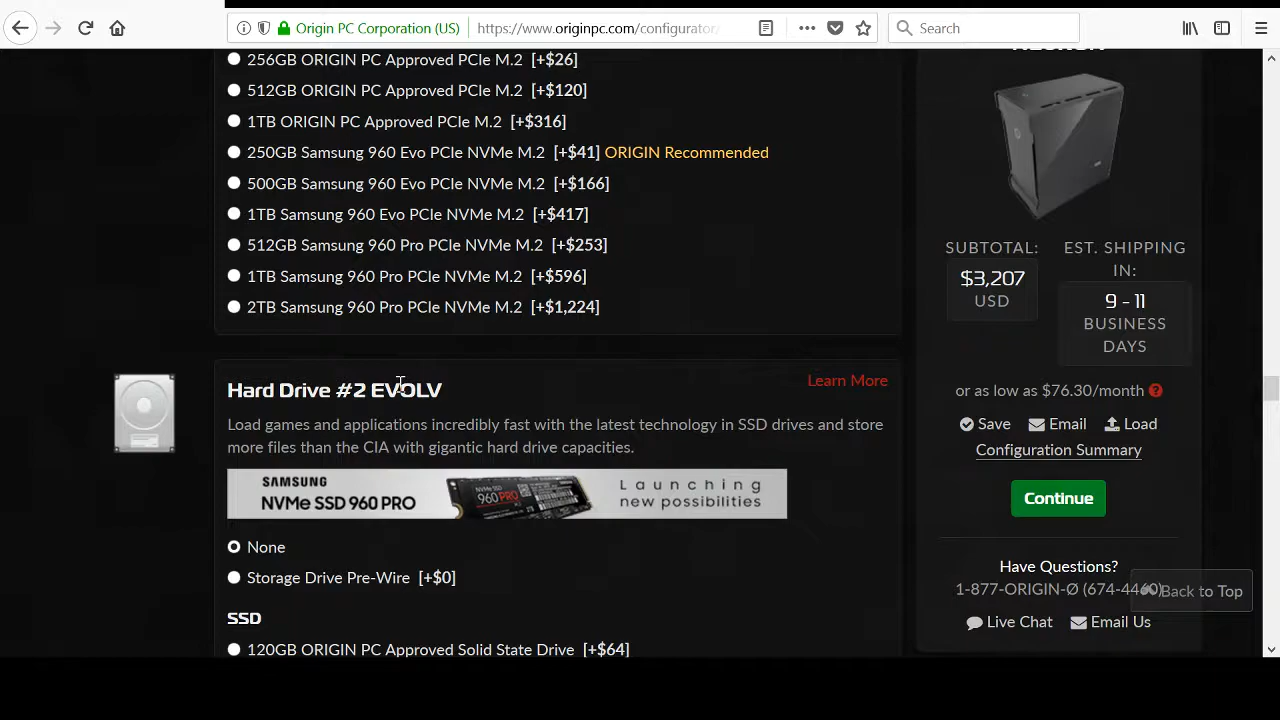 Origin PC Corporation (US)
https://www.originpc.com/configurator/
Search
256GB ORIGIN PC Approved PCIe M.2 [+$26]
512GB ORIGIN PC Approved PCIe M.2 [+$120]
1TB ORIGIN PC Approved PCIe M.2 [+$316]
250GB Samsung 960 Evo PCIe NVMe M.2 [+$41] ORIGIN Recommended
500GB Samsung 960 Evo PCIe NVMe M.2 [+$166]
1TB Samsung 960 Evo PCIe NVMe M.2 [+$417]
512GB Samsung 960 Pro PCIe NVMe M.2 [+$253]
1TB Samsung 960 Pro PCIe NVMe M.2 [+$596]
2TB Samsung 960 Pro PCIe NVMe M.2 [+$1,224]
Hard Drive #2 EVOLV
Learn More
Load games and applications incredibly fast with the latest technology in SSD drives and store
more files than the CIA with gigantic hard drive capacities.
SAMSUNG
NVMe SSD 960 PRO
960 PRO
Launching
new possibilities
None
Storage Drive Pre-Wire [+$0]
SSD
120GB ORIGIN PC Approved Solid State Drive [+$64]
SUBTOTAL:
$3,207
USD
EST. SHIPPING
IN:
9 - 11
BUSINESS
DAYS
or as low as $76.30/month
Save Email Load
Configuration Summary
Continue
Have Questions?
1-877-ORIGIN-Ø (674-4460)
Back to Top
Live Chat Email Us